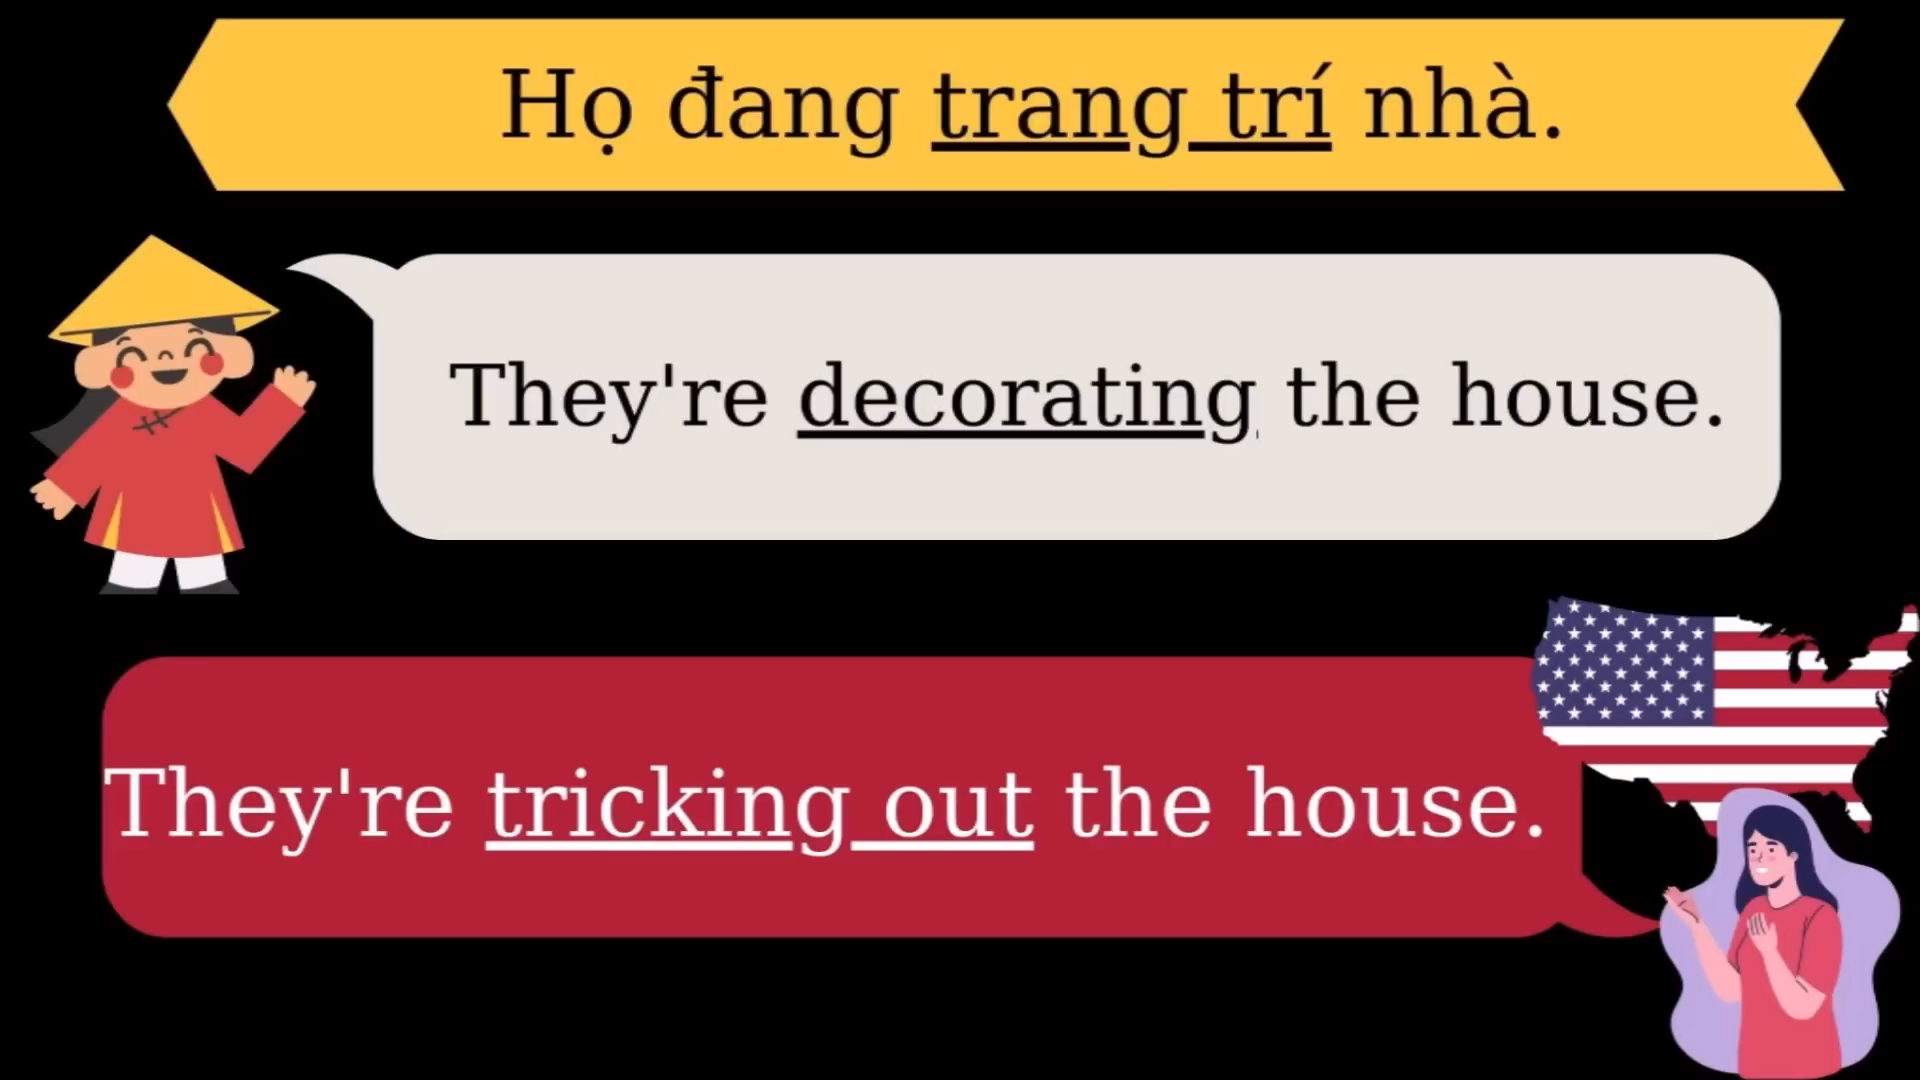 Họ đang trang trí nhà.
They're decorating the house.
They're tricking out the house.